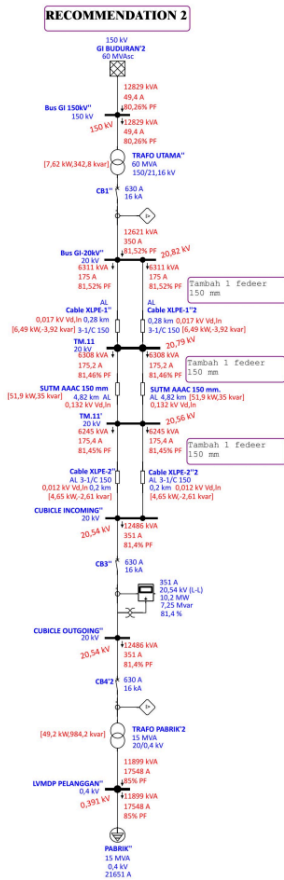 RECOMMENDATION 2
150 kV
GI BUDURAN'2
60 MVAsc
12829 kVA
49,4 A
80,26% PF
Bus GI 150kV"
150 kV
150 kV
12829 kVA
49,4 A
80,26% PF
[7,62 kW,342,8 kvar]
TRAFO UTAMA"
60 MVA
150/21,16 kV
CB1"
630 A
16 kA
I>
12621 kVA
350 A
81,52% PF
Bus GI-20kV"
20 kV
20,82 kV
6311 kVA
175 A
81,52% PF
6311 kVA
175 A
81,52% PF
Tambah 1 fedeer
150 mm
AL
Cable XLPE-1"
0,017 kV Vd,ln 0,28 km
[6,49 kW,-3,92 kvar] 3-1/C 150
AL
Cable XLPE-1"2
0,28 km 0,017 kV Vd,ln
3-1/C 150 [6,49 kW,-3,92 kvar]
TM.11
20 kV
20,79 kV
6308 kVA
175,2 A
81,46% PF
6308 kVA
175,2 A
81,46% PF
Tambah 1 fedeer
150 mm
SUTM AAAC 150 mm
[51,9 kW,35 kvar] 4,82 km AL
0,132 kV Vd,ln
SUTM AAAC 150 mm.
AL 4,82 km [51,9 kW,35 kvar]
0,132 kV Vd,ln
TM.11'
20 kV
20,56 kV
6245 kVA
175,4 A
81,45% PF
6245 kVA
175,4 A
81,45% PF
Tambah 1 fedeer
150 mm
Cable XLPE-2"
AL 3-1/C 150
0,012 kV Vd,ln 0,2 km
[4,65 kW,-2,61 kvar]
Cable XLPE-2"2
AL 3-1/C 150
0,2 km 0,012 kV Vd,ln
[4,65 kW,-2,61 kvar]
CUBICLE INCOMING"
20 kV
20,54 kV
12486 kVA
351 A
81,4% PF
CB3"
630 A
16 kA
351 A
20,54 kV (L-L)
10,2 MW
7,25 Mvar
81,4 %
CUBICLE OUTGOING"
20 kV
20,54 kV
12486 kVA
351 A
81,4% PF
CB4'2
630 A
16 kA
I>
[49,2 kW,984,2 kvar]
TRAFO PABRIK'2
15 MVA
20/0,4 kV
11899 kVA
17548 A
85% PF
LVMDP PELANGGAN"
0,4 kV
0,391 kV
11899 kVA
17548 A
85% PF
PABRIK"
15 MVA
0,4 kV
21651 A